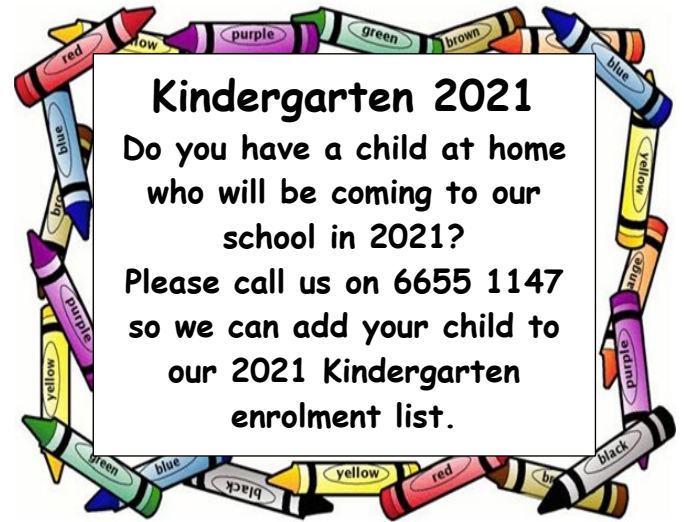 Kindergarten 2021
Do you have a child at home
who will be coming to our
school in 2021?
Please call us on 6655 1147
so we can add your child to
our 2021 Kindergarten
enrolment list.
red
purple
green
brown
blue
blue
yellow
purple
purple
yellow
green
blue
black
yellow
red
black